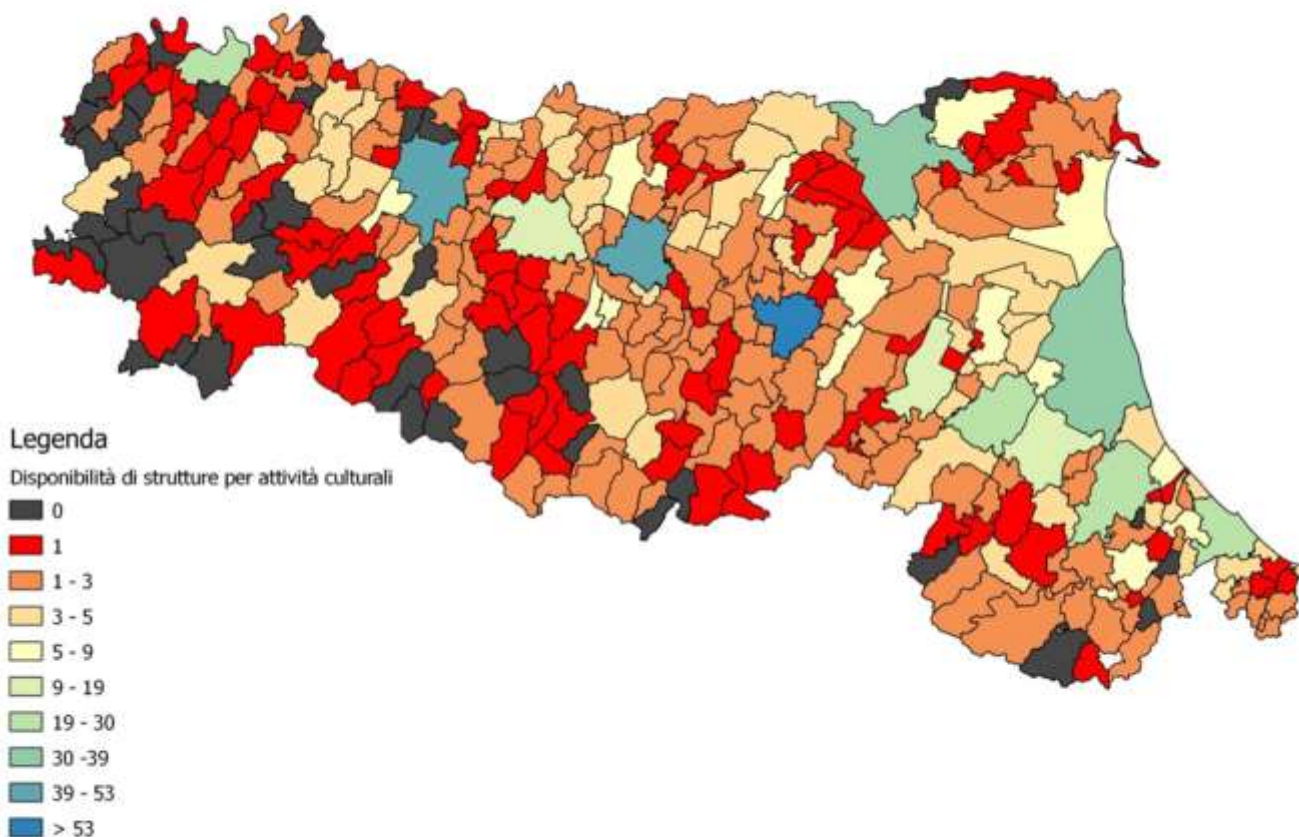 Legenda
Disponibilità di strutture per attività culturali
0
1
1 - 3
3 - 5
5 - 9
9 - 19
19 - 30
30 -39
39 - 53
> 53